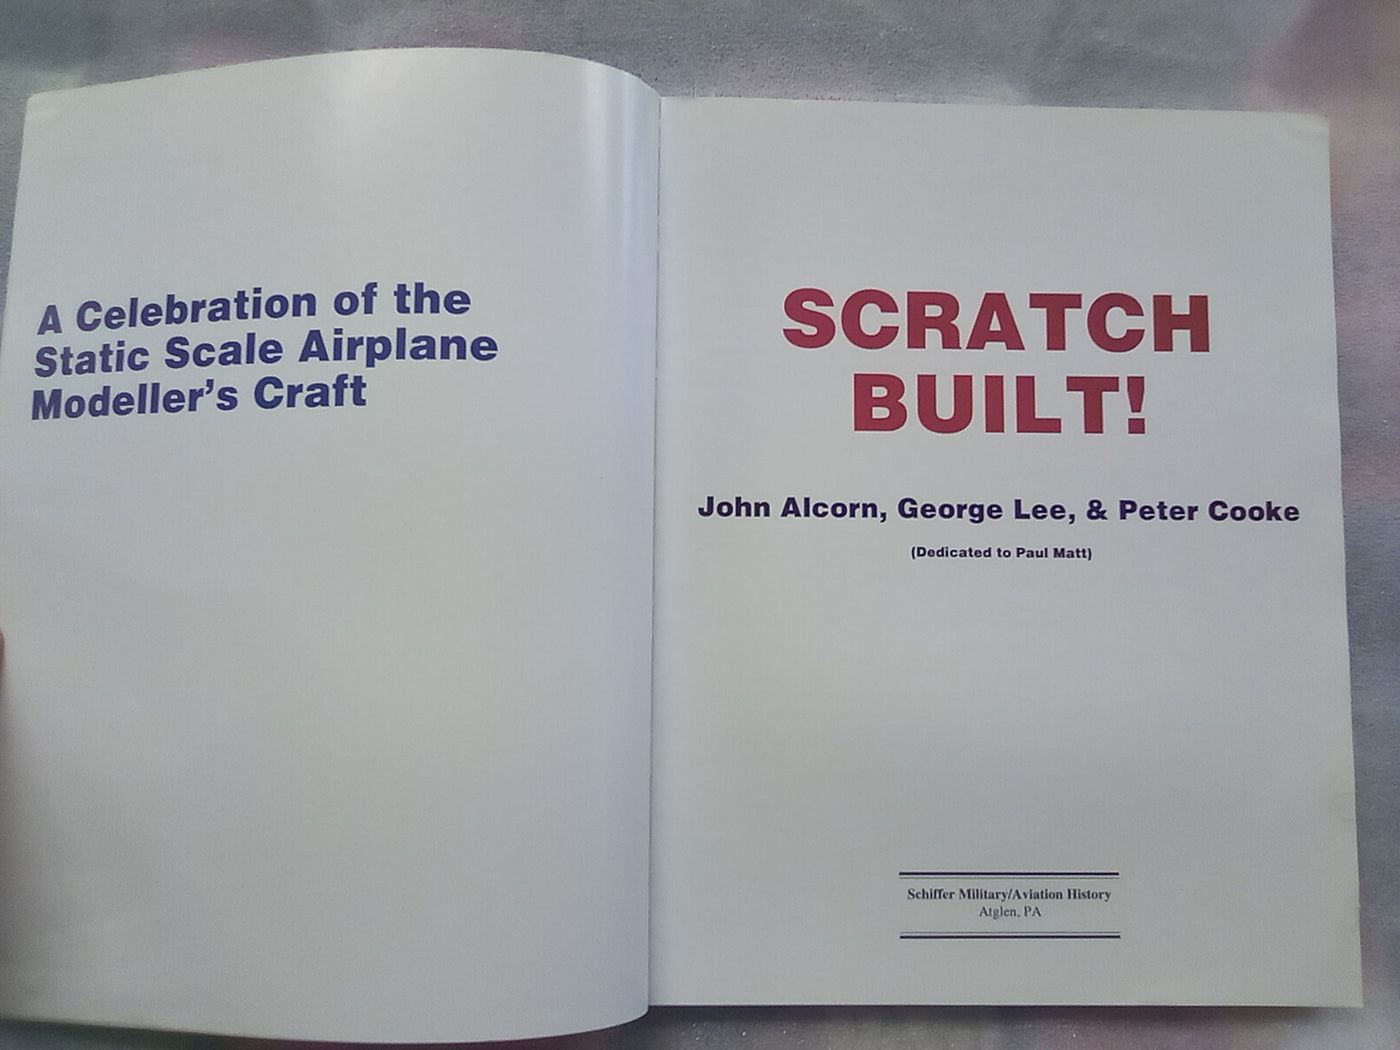 A Celebration of the
Static Scale Airplane
Modeller's Craft
SCRATCH
BUILT!
John Alcorn, George Lee, & Peter Cooke
(Dedicated to Paul Matt)
Schiffer Military/Aviation History
Atglen, PA